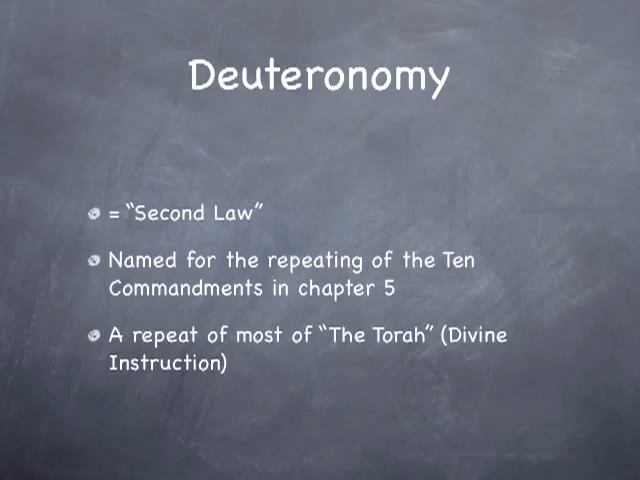 Deuteronomy
= “Second Law”
Named for the repeating of the Ten
Commandments in chapter 5
A repeat of most of “The Torah” (Divine
Instruction)